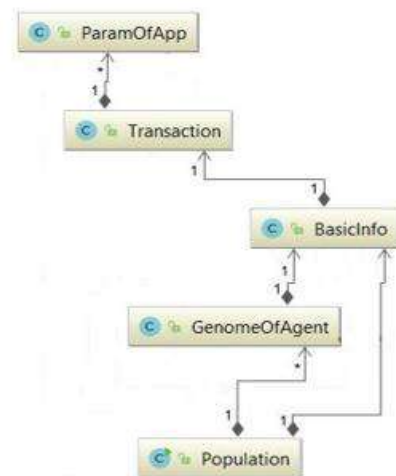 C ParamOfApp
*
1
C Transaction
1
1
C BasicInfo
1
1
C GenomeOfAgent
*
1
1
C Population